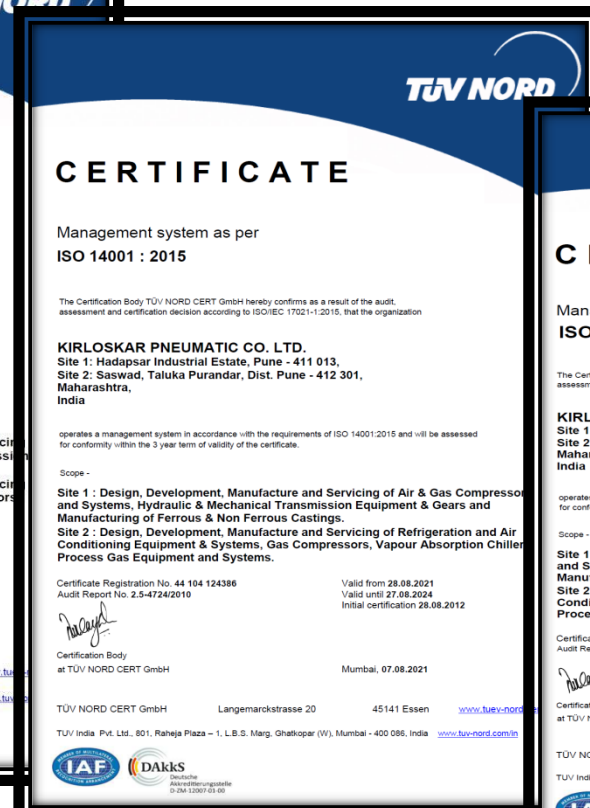 TÜV NORD
CERTIFICATE
Management system as per
ISO 14001 : 2015
The Certification Body TÜV NORD CERT GmbH hereby confirms as a result of the audit,
assessment and certification decision according to ISO/IEC 17021-1:2015, that the organization
KIRLOSKAR PNEUMATIC CO. LTD.
Site 1: Hadapsar Industrial Estate, Pune - 411 013,
Site 2: Saswad, Taluka Purandar, Dist. Pune - 412 301,
Maharashtra,
India
operates a management system in accordance with the requirements of ISO 14001:2015 and will be assessed
for conformity within the 3 year term of validity of the certificate.
Scope -
Site 1 : Design, Development, Manufacture and Servicing of Air & Gas Compressor
and Systems, Hydraulic & Mechanical Transmission Equipment & Gears and
Manufacturing of Ferrous & Non Ferrous Castings.
Site 2 : Design, Development, Manufacture and Servicing of Refrigeration and Air
Conditioning Equipment & Systems, Gas Compressors, Vapour Absorption Chiller
Process Gas Equipment and Systems.
Certificate Registration No. 44 104 124386
Audit Report No. 2.5-4724/2010
Valid from 28.08.2021
Valid until 27.08.2024
Initial certification 28.08.2012
Certification Body
at TÜV NORD CERT GmbH
Mumbai, 07.08.2021
TÜV NORD CERT GmbH Langemarckstrasse 20 45141 Essen www.tuev-nord
TUV India Pvt. Ltd., 801, Raheja Plaza – 1, L.B.S. Marg, Ghatkopar (W), Mumbai - 400 086, India www.tuv-nord.com/in
IAF
DAkkS
Deutsche
Akkreditierungsstelle
D-ZM-12007-01-00
ISO
KIRL
Site 1
Site 2
India
Scope -
Site 1
and S
Site 2
at TÜV N